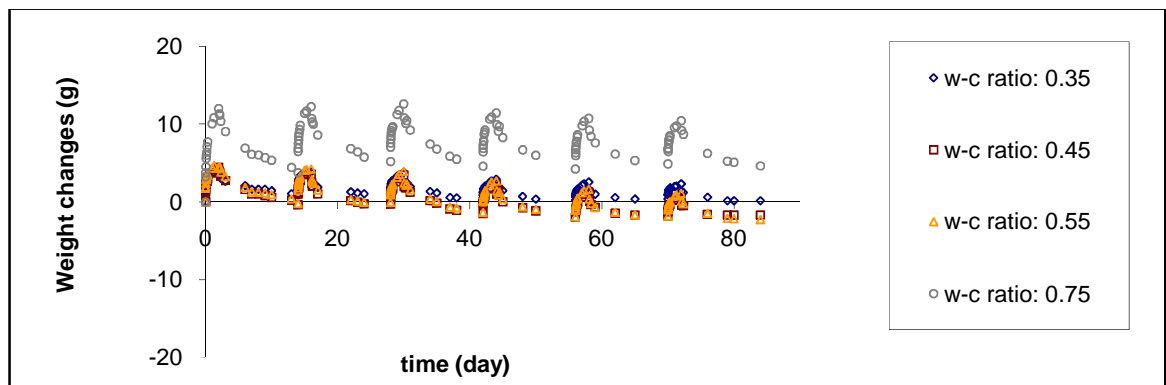 20
10
0
-10
-20
0
20
40
60
80
Weight changes (g)
time (day)
w-c ratio: 0.35
w-c ratio: 0.45
w-c ratio: 0.55
w-c ratio: 0.75